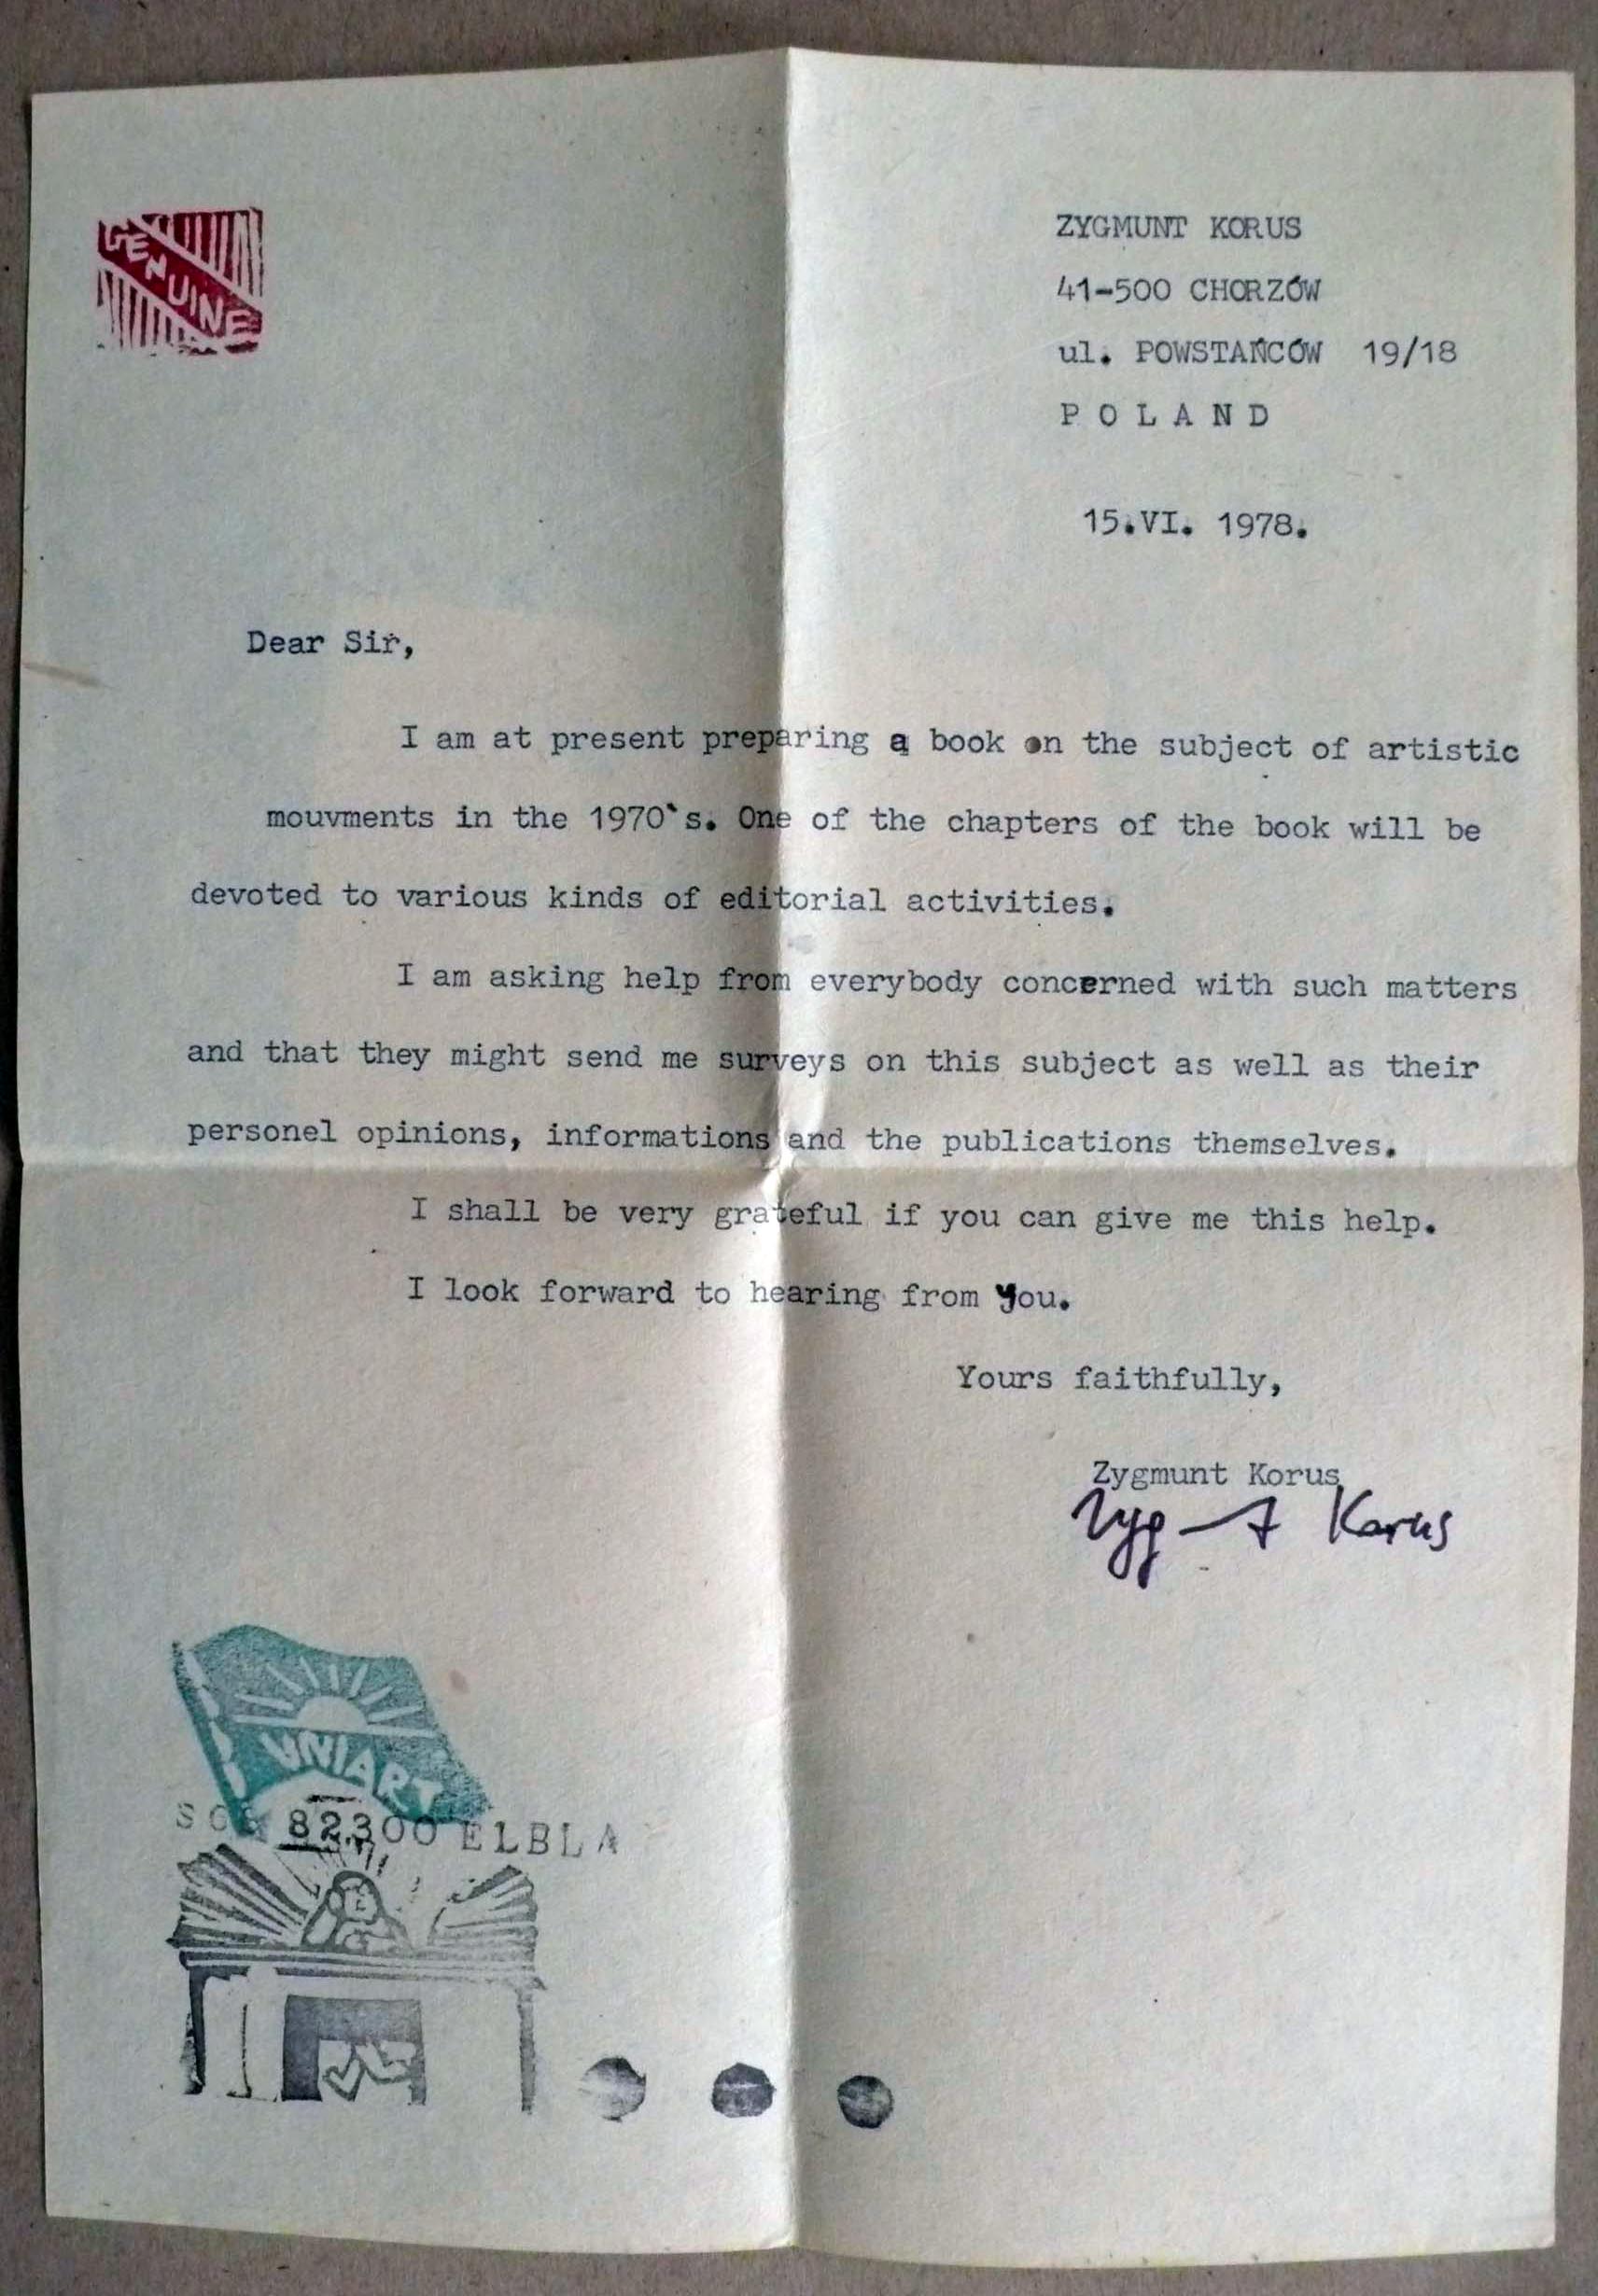 GENUINE
ZYGMUNT KORUS
41-500 CHORZÓW
ul. POWSTAŃCÓW 19/18
P O L A N D
15.VI. 1978.
Dear Sir,
I am at present preparing a book on the subject of artistic
mouvments in the 1970`s. One of the chapters of the book will be
devoted to various kinds of editorial activities.
I am asking help from everybody concerned with such matters
and that they might send me surveys on this subject as well as their
personel opinions, informations and the publications themselves.
I shall be very grateful if you can give me this help.
I look forward to hearing from you.
Yours faithfully,
Zygmunt Korus
Zygmunt Korus
UNIART
82300 ELBLA